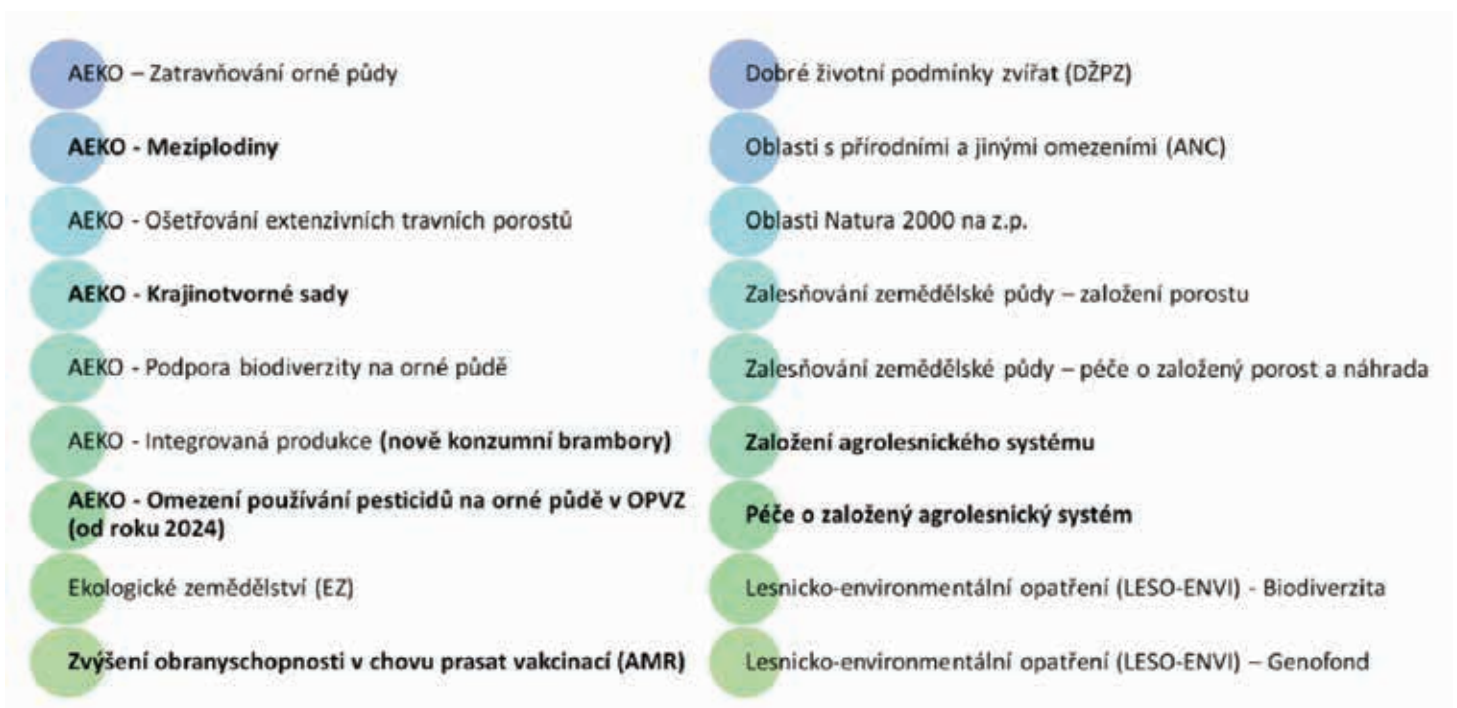 AEKO – Zatravňování orné půdy
AEKO - Meziplodiny
AEKO - Ošetřování extenzivních travních porostů
AEKO - Krajinotvorné sady
AEKO - Podpora biodiverzity na orné půdě
AEKO - Integrovaná produkce (nově konzumní brambory)
AEKO - Omezení používání pesticidů na orné půdě v OPVZ
(od roku 2024)
Ekologické zemědělství (EZ)
Zvýšení obranyschopnosti v chovu prasat vakcinací (AMR)
Dobré životní podmínky zvířat (DŽPZ)
Oblasti s přírodními a jinými omezeními (ANC)
Oblasti Natura 2000 na z.p.
Zalesňování zemědělské půdy – založení porostu
Zalesňování zemědělské půdy – péče o založený porost a náhrada
Založení agrolesnického systému
Péče o založený agrolesnický systém
Lesnicko-environmentální opatření (LESO-ENVI) - Biodiverzita
Lesnicko-environmentální opatření (LESO-ENVI) – Genofond